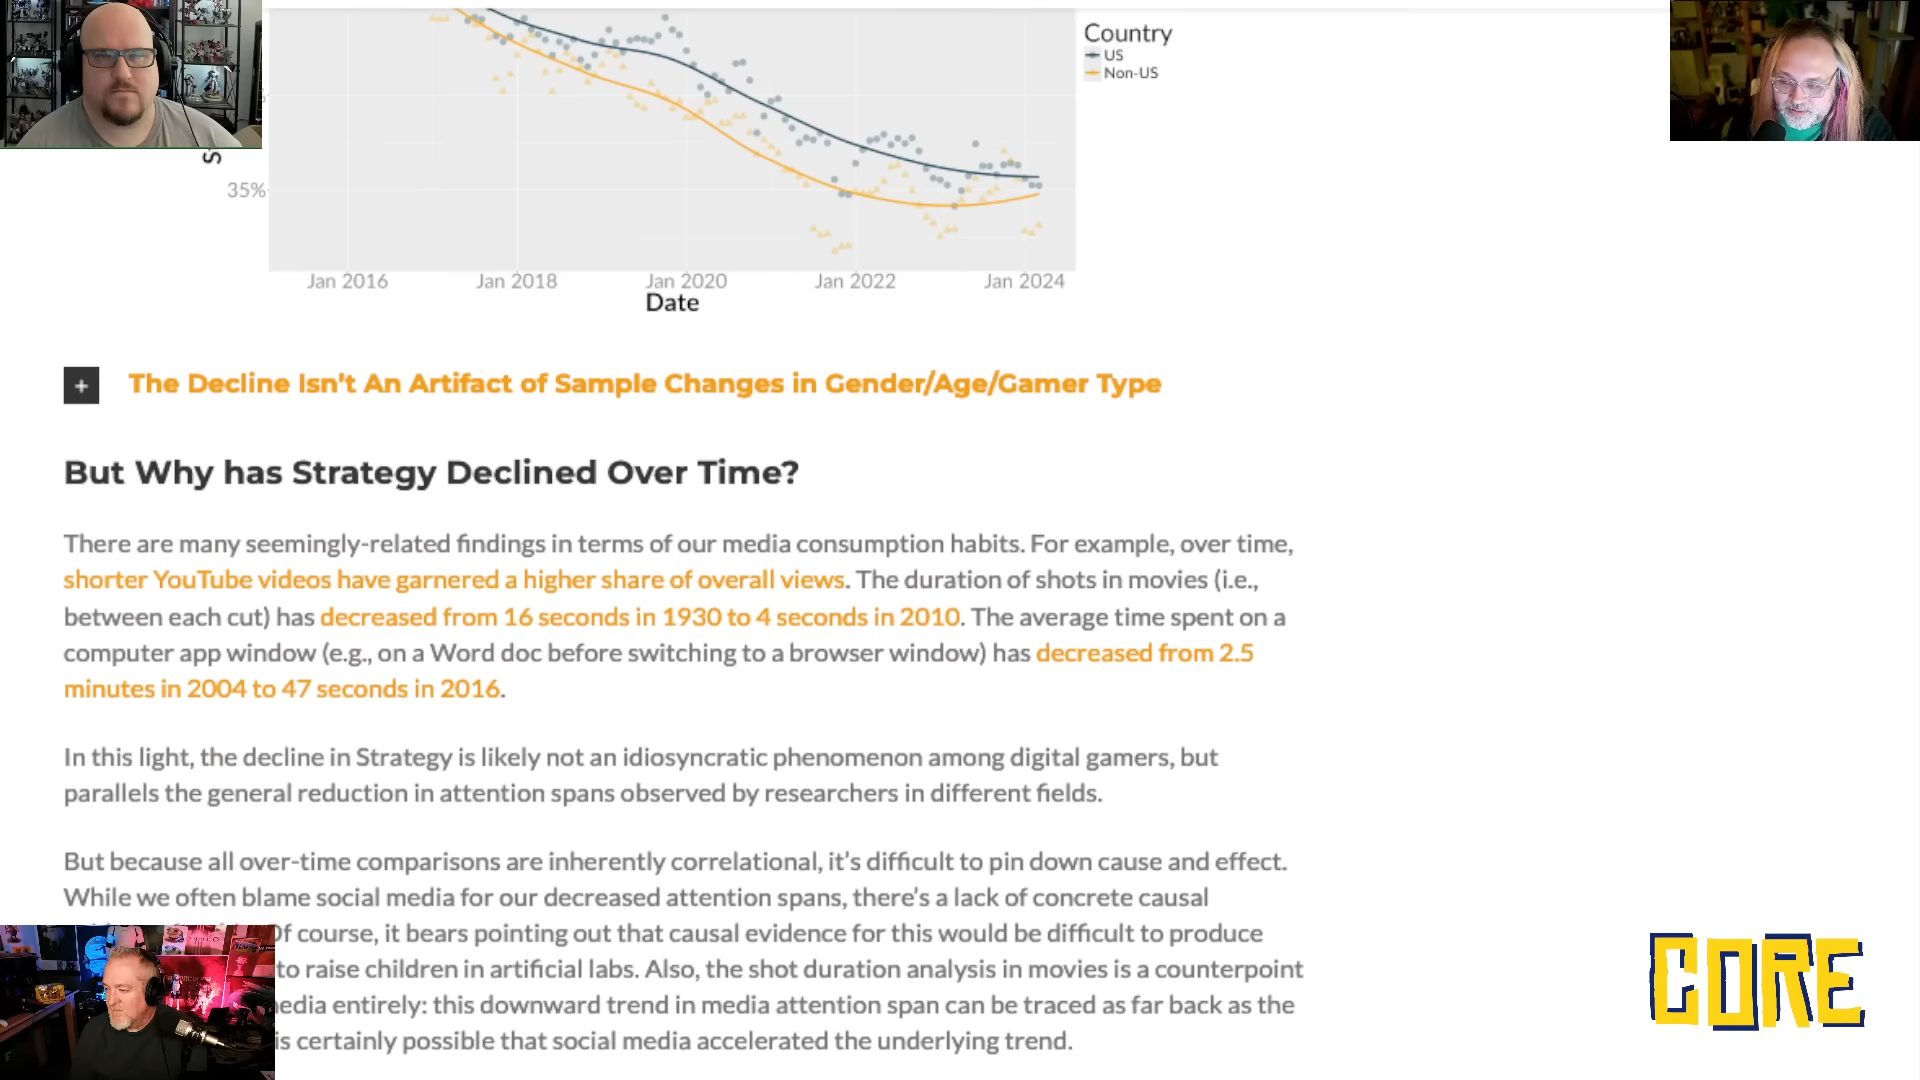 Country
US
Non-US
S
35%
Jan 2016
Jan 2018
Jan 2020
Jan 2022
Jan 2024
Date
+
The Decline Isn't An Artifact of Sample Changes in Gender/Age/Gamer Type
But Why has Strategy Declined Over Time?
There are many seemingly-related findings in terms of our media consumption habits. For example, over time,
shorter YouTube videos have garnered a higher share of overall views. The duration of shots in movies (i.e.,
between each cut) has decreased from 16 seconds in 1930 to 4 seconds in 2010. The average time spent on a
computer app window (e.g., on a Word doc before switching to a browser window) has decreased from 2.5
minutes in 2004 to 47 seconds in 2016.
In this light, the decline in Strategy is likely not an idiosyncratic phenomenon among digital gamers, but
parallels the general reduction in attention spans observed by researchers in different fields.
But because all over-time comparisons are inherently correlational, it's difficult to pin down cause and effect.
While we often blame social media for our decreased attention spans, there's a lack of concrete causal
Of course, it bears pointing out that causal evidence for this would be difficult to produce
to raise children in artificial labs. Also, the shot duration analysis in movies is a counterpoint
media entirely: this downward trend in media attention span can be traced as far back as the
is certainly possible that social media accelerated the underlying trend.
CORE